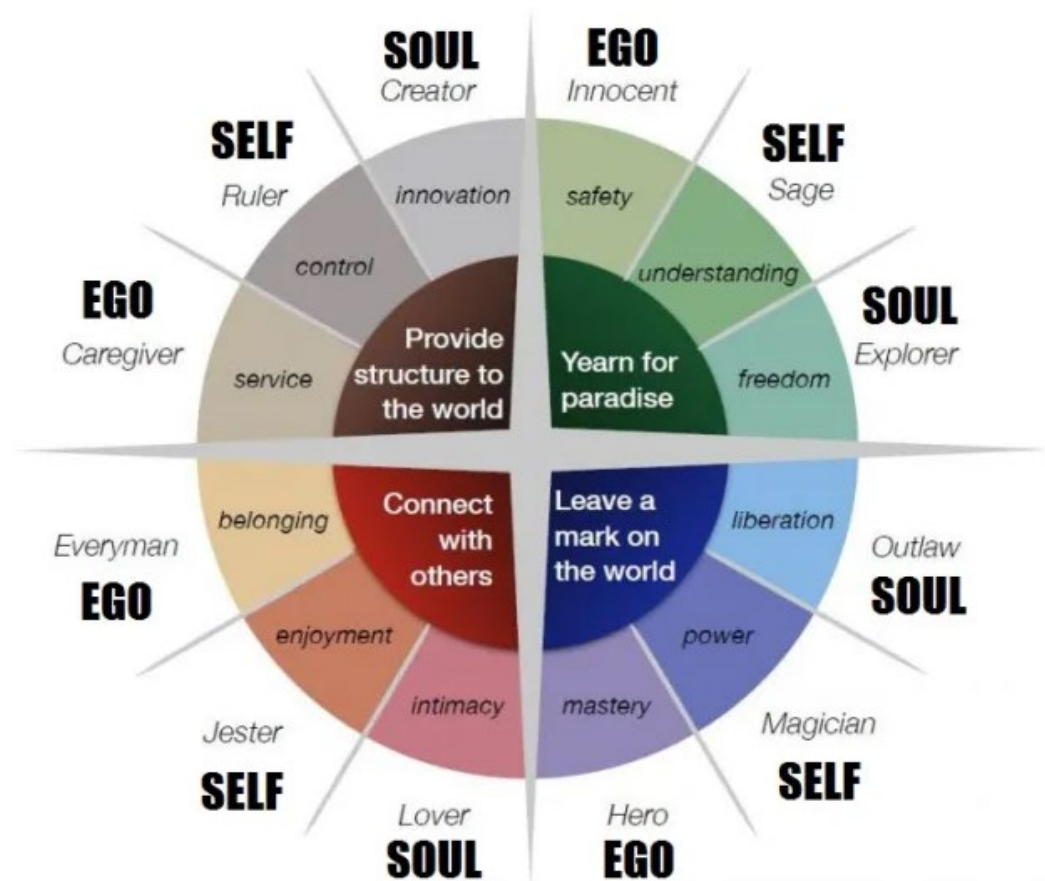 SOUL
Creator
EGO
Innocent
SELF
Ruler
SELF
Sage
EGO
Caregiver
SOUL
Explorer
innovation
safety
control
understanding
service
freedom
Provide
structure to
the world
Yearn for
paradise
Connect
with
others
Leave a
mark on
the world
belonging
liberation
enjoyment
power
intimacy
mastery
Everyman
EGO
Outlaw
SOUL
Jester
SELF
Magician
SELF
Lover
SOUL
Hero
EGO